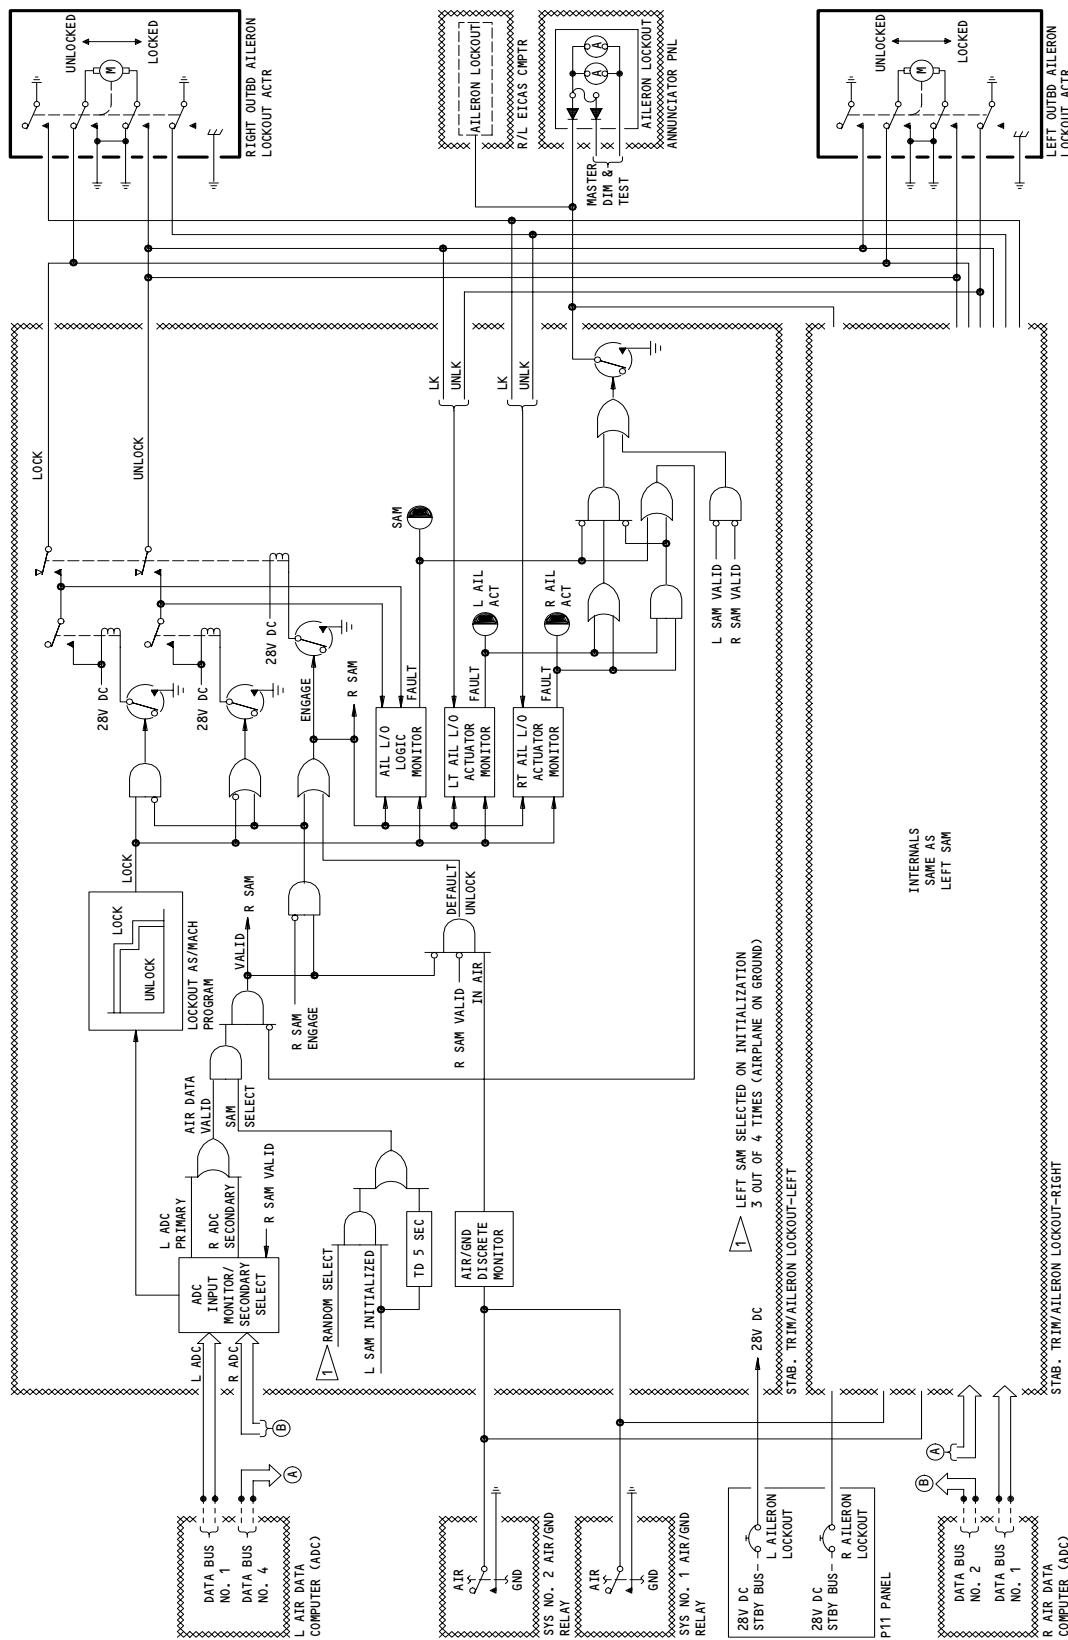 L AIR DATA
COMPUTER (ADC)
DATA BUS
NO. 1
DATA BUS
NO. 4
A
B
L ADC
R ADC
ADC
INPUT
MONITOR/
SECONDARY
SELECT
R SAM VALID
L ADC
PRIMARY
R ADC
SECONDARY
AIR DATA
VALID
SAM
SELECT
1
RANDOM SELECT
L SAM INITIALIZED
TD 5 SEC
LOCK
UNLOCK
LOCKOUT AS/MACH
PROGRAM
LOCK
VALID
R SAM
R SAM
ENGAGE
R SAM VALID
IN AIR
DEFAULT
UNLOCK
AIR/GND
DISCRETE
MONITOR
28V DC
28V DC
28V DC
ENGAGE
R SAM
LOCK
UNLOCK
AIL L/O
LOGIC
MONITOR
FAULT
SAM
LT AIL L/O
ACTUATOR
MONITOR
FAULT
L AIL
ACT
RT AIL L/O
ACTUATOR
MONITOR
FAULT
R AIL
ACT
LK
UNLK
LK
UNLK
L SAM VALID
R SAM VALID
1
LEFT SAM SELECTED ON INITIALIZATION
3 OUT OF 4 TIMES (AIRPLANE ON GROUND)
28V DC
STAB. TRIM/AILERON LOCKOUT-LEFT
UNLOCKED
LOCKED
M
RIGHT OUTBD AILERON
LOCKOUT ACTR
AILERON LOCKOUT
R/L EICAS CMPTR
A
A
AILERON LOCKOUT
ANNUNCIATOR PNL
MASTER
DIM &
TEST
UNLOCKED
LOCKED
M
LEFT OUTBD AILERON
LOCKOUT ACTR
AIR
GND
SYS NO. 2 AIR/GND
RELAY
AIR
GND
SYS NO. 1 AIR/GND
RELAY
28V DC
STBY BUS
L AILERON
LOCKOUT
28V DC
STBY BUS
R AILERON
LOCKOUT
P11 PANEL
B
A
DATA BUS
NO. 2
DATA BUS
NO. 1
R AIR DATA
COMPUTER (ADC)
INTERNALS
SAME AS
LEFT SAM
STAB. TRIM/AILERON LOCKOUT-RIGHT